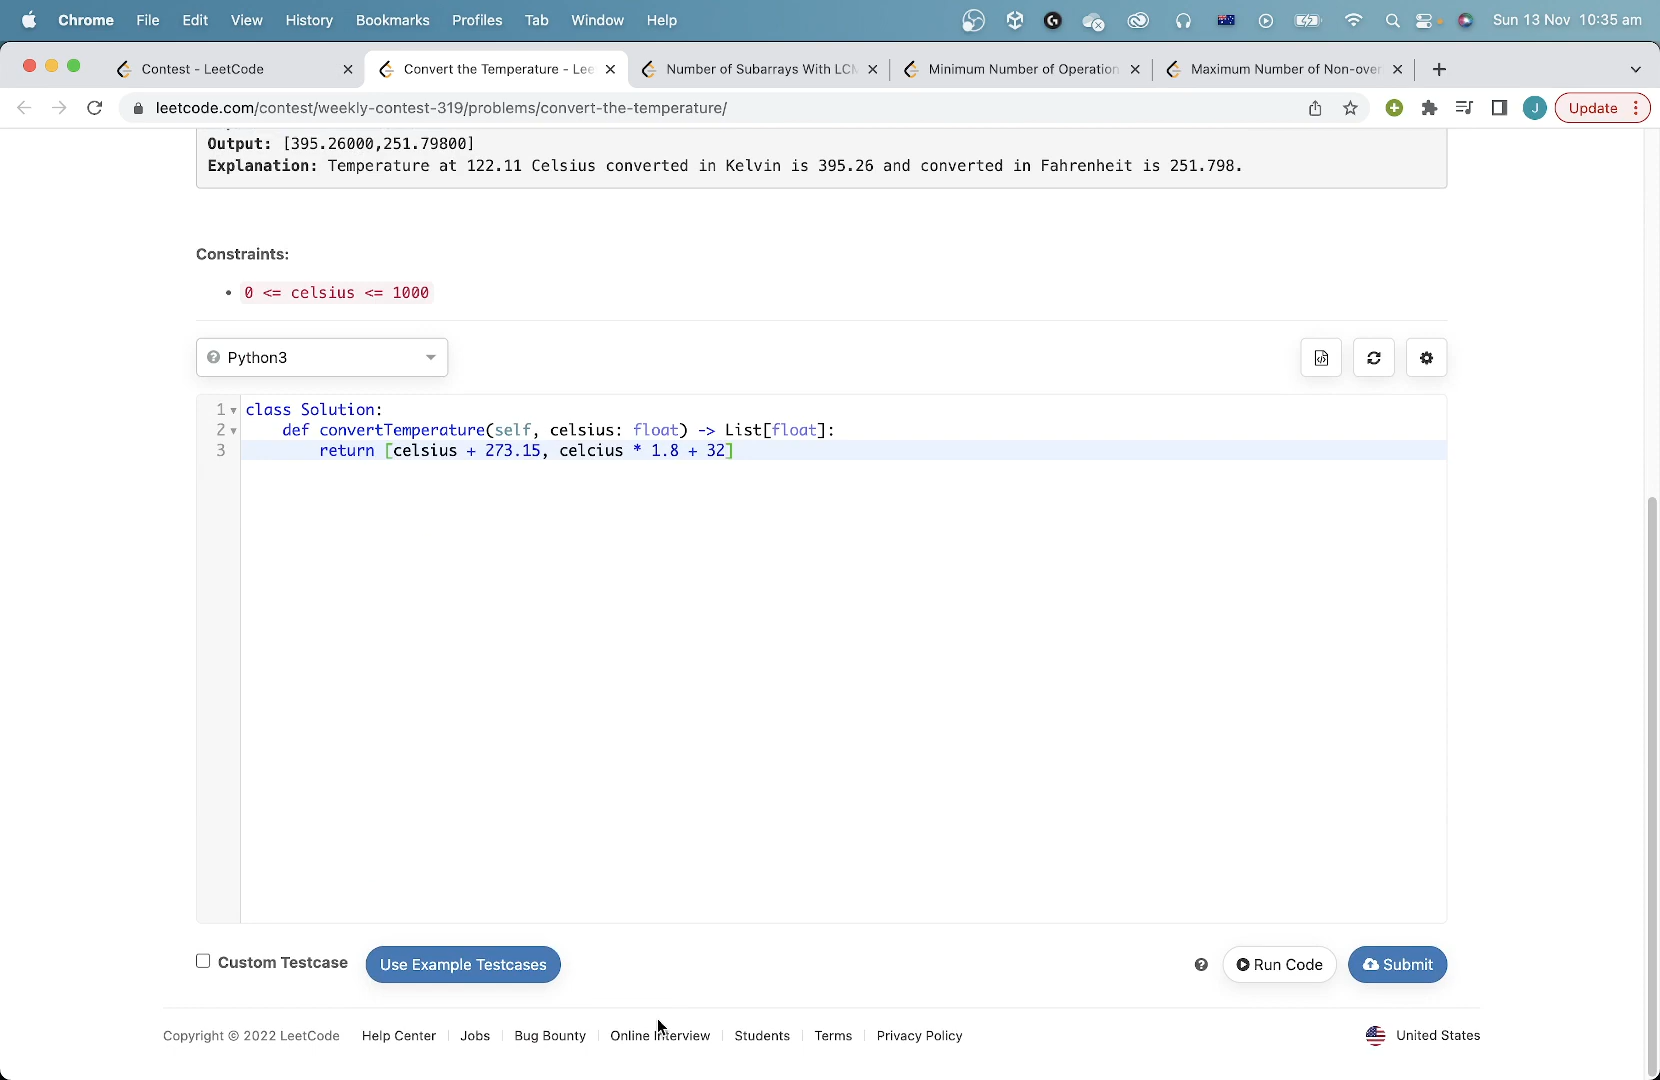 Chrome File Edit View History Bookmarks Profiles Tab Window Help Sun 13 Nov 10:35 am
Contest - LeetCode Convert the Temperature - Lee Number of Subarrays With LCM Minimum Number of Operation Maximum Number of Non-over
leetcode.com/contest/weekly-contest-319/problems/convert-the-temperature/ J Update
Output: [395.26000,251.79800]
Explanation: Temperature at 122.11 Celsius converted in Kelvin is 395.26 and converted in Fahrenheit is 251.798.
Constraints:
• 0 <= celsius <= 1000
Python3
1 class Solution:
2 def convertTemperature(self, celsius: float) -> List[float]:
3 return [celsius + 273.15, celcius * 1.8 + 32]
Custom Testcase Use Example Testcases Run Code Submit
Copyright © 2022 LeetCode Help Center Jobs Bug Bounty Online Interview Students Terms Privacy Policy United States